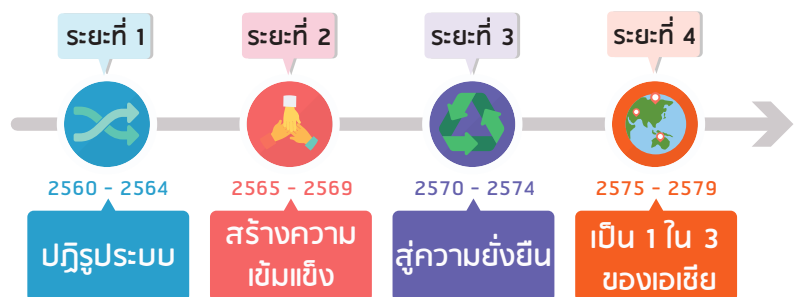 ระยะที่ 1
ระยะที่ 2
ระยะที่ 3
ระยะที่ 4
2560 - 2564
2565 - 2569
2570 - 2574
2575 - 2579
ปฏิรูประบบ
สร้างความ
เข้มแข็ง
สู่ความยั่งยืน
เป็น 1 ใน 3
ของเอเชีย